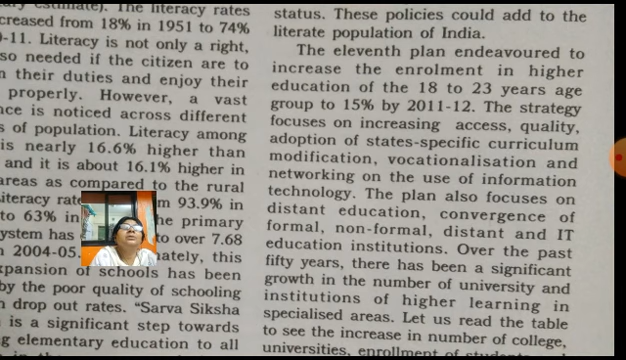 The literacy rates
creased from 18% in 1951 to 74%
Literacy is not only a right,
so needed if the citizen are to
their duties and enjoy their
properly. However, a vast
nce is noticed across different
s of population. Literacy among
is nearly 16.6% higher than
and it is about 16.1% higher in
areas as compared to the rural
93.9% in
to 63% in he primary
ystem has to over 7.68
2004-05. ately, this
xpansion of schools has been
by the poor quality of schooling
drop out rates. “Sarva Siksha
is a significant step towards
g elementary education to all
status. These policies could add to the
literate population of India.
The eleventh plan endeavoured to
increase the enrolment in higher
education of the 18 to 23 years age
group to 15% by 2011-12. The strategy
focuses on increasing access, quality,
adoption of states-specific curriculum
modification, vocationalisation and
networking on the use of information
technology. The plan also focuses on
distant education, convergence of
formal, non-formal, distant and IT
education institutions. Over the past
fifty years, there has been a significant
growth in the number of university and
institutions of higher learning in
specialised areas. Let us read the table
to see the increase in number of college,
universities, enrollment of